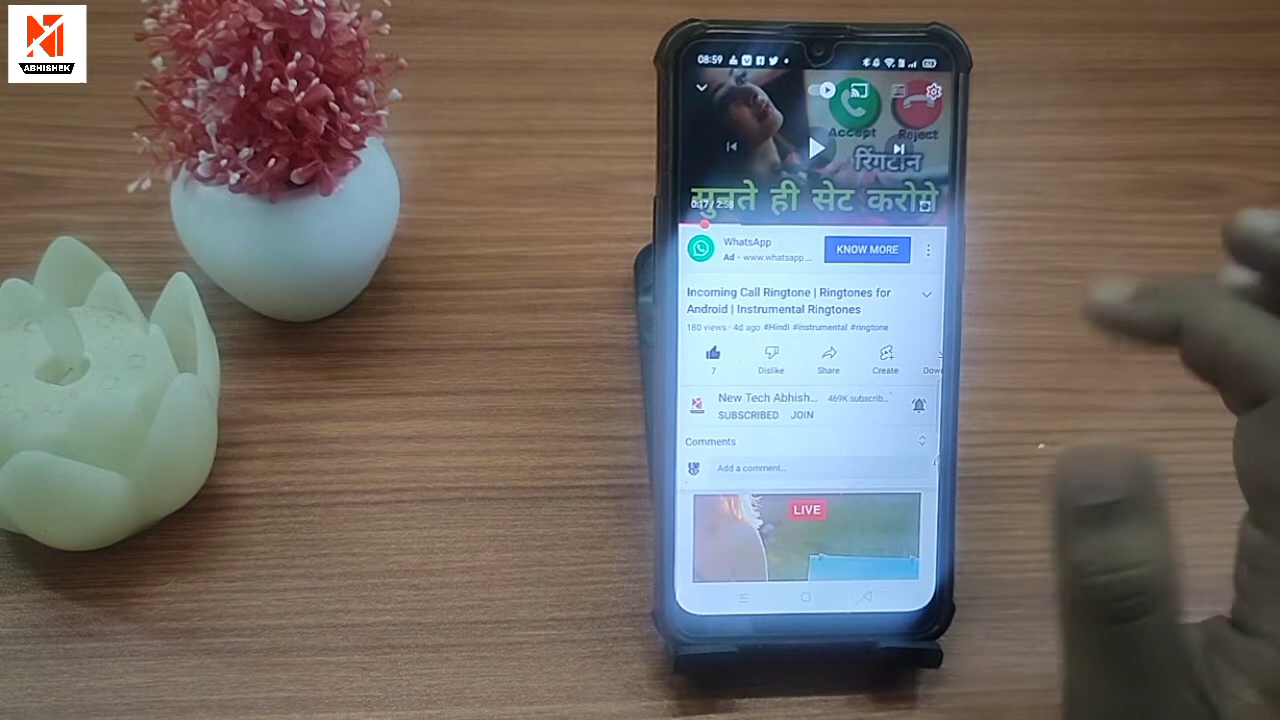 ABHISHEK
08:59
Accept Reject
रिंगटोन
सुनते ही सेट करोगे
0:17 / 2:58
WhatsApp
Ad - www.whatsapp....
KNOW MORE
Incoming Call Ringtone | Ringtones for
Android | Instrumental Ringtones
180 views · 4d ago #Hindi #instrumental #ringtone
7 Dislike Share Create Dow
New Tech Abhish... 469K subscrib...
SUBSCRIBED JOIN
Comments
Add a comment...
LIVE